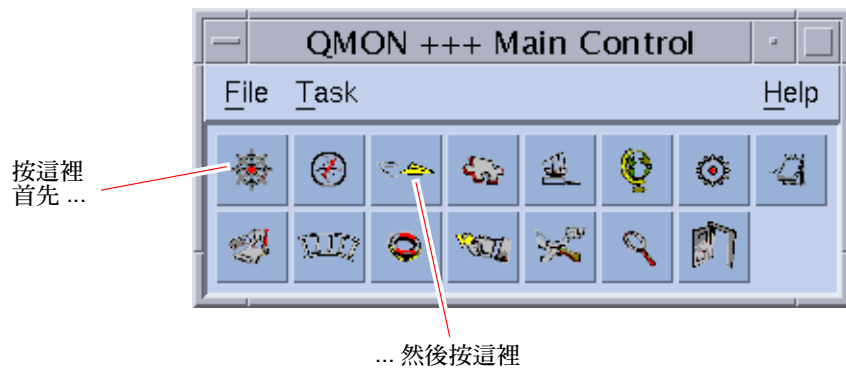 QMON +++ Main Control
File Task Help
按這裡
首先 ...
... 然後按這裡